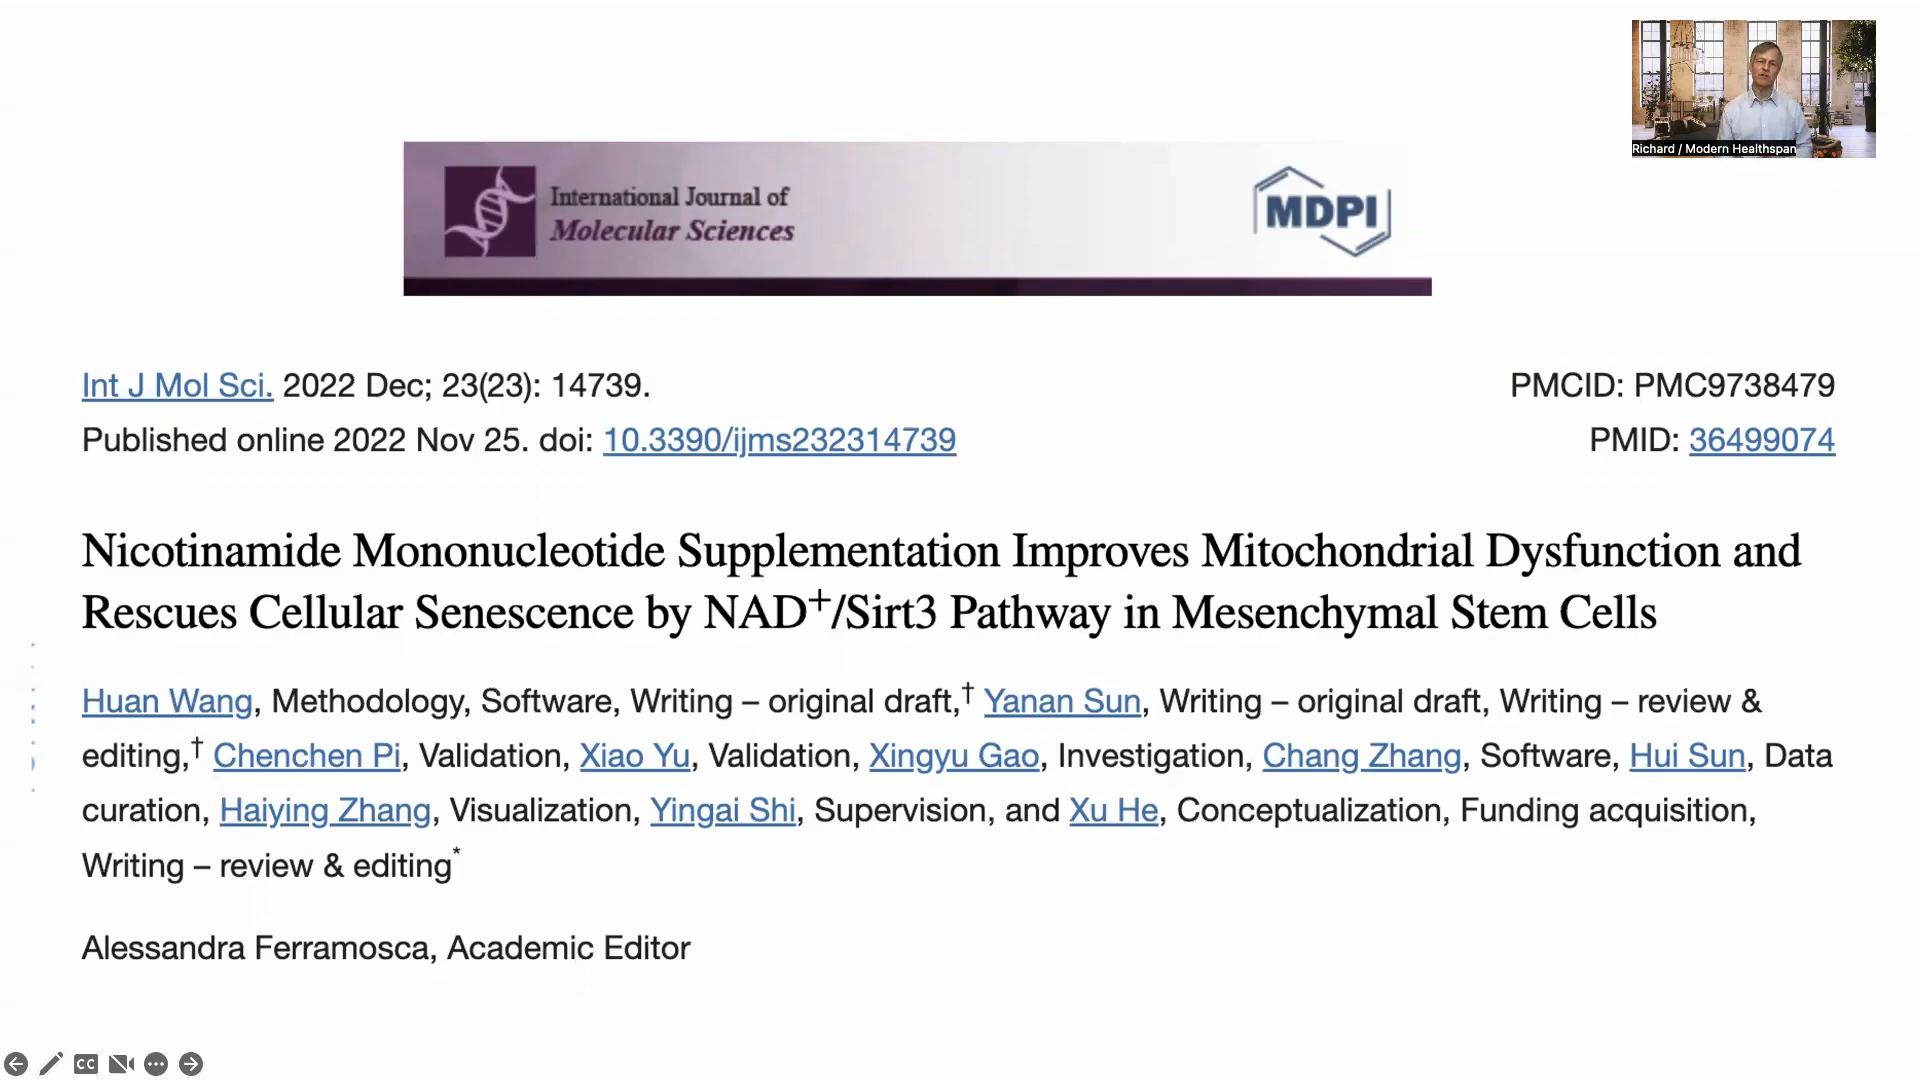 Richard / Modern Healthspan
International Journal of
Molecular Sciences
MDPI
Int J Mol Sci. 2022 Dec; 23(23): 14739.
PMCID: PMC9738479
Published online 2022 Nov 25. doi: 10.3390/ijms232314739
PMID: 36499074
Nicotinamide Mononucleotide Supplementation Improves Mitochondrial Dysfunction and
Rescues Cellular Senescence by NAD⁺/Sirt3 Pathway in Mesenchymal Stem Cells
Huan Wang, Methodology, Software, Writing – original draft,† Yanan Sun, Writing – original draft, Writing – review &
editing,† Chenchen Pi, Validation, Xiao Yu, Validation, Xingyu Gao, Investigation, Chang Zhang, Software, Hui Sun, Data
curation, Haiying Zhang, Visualization, Yingai Shi, Supervision, and Xu He, Conceptualization, Funding acquisition,
Writing – review & editing*
Alessandra Ferramosca, Academic Editor
CC